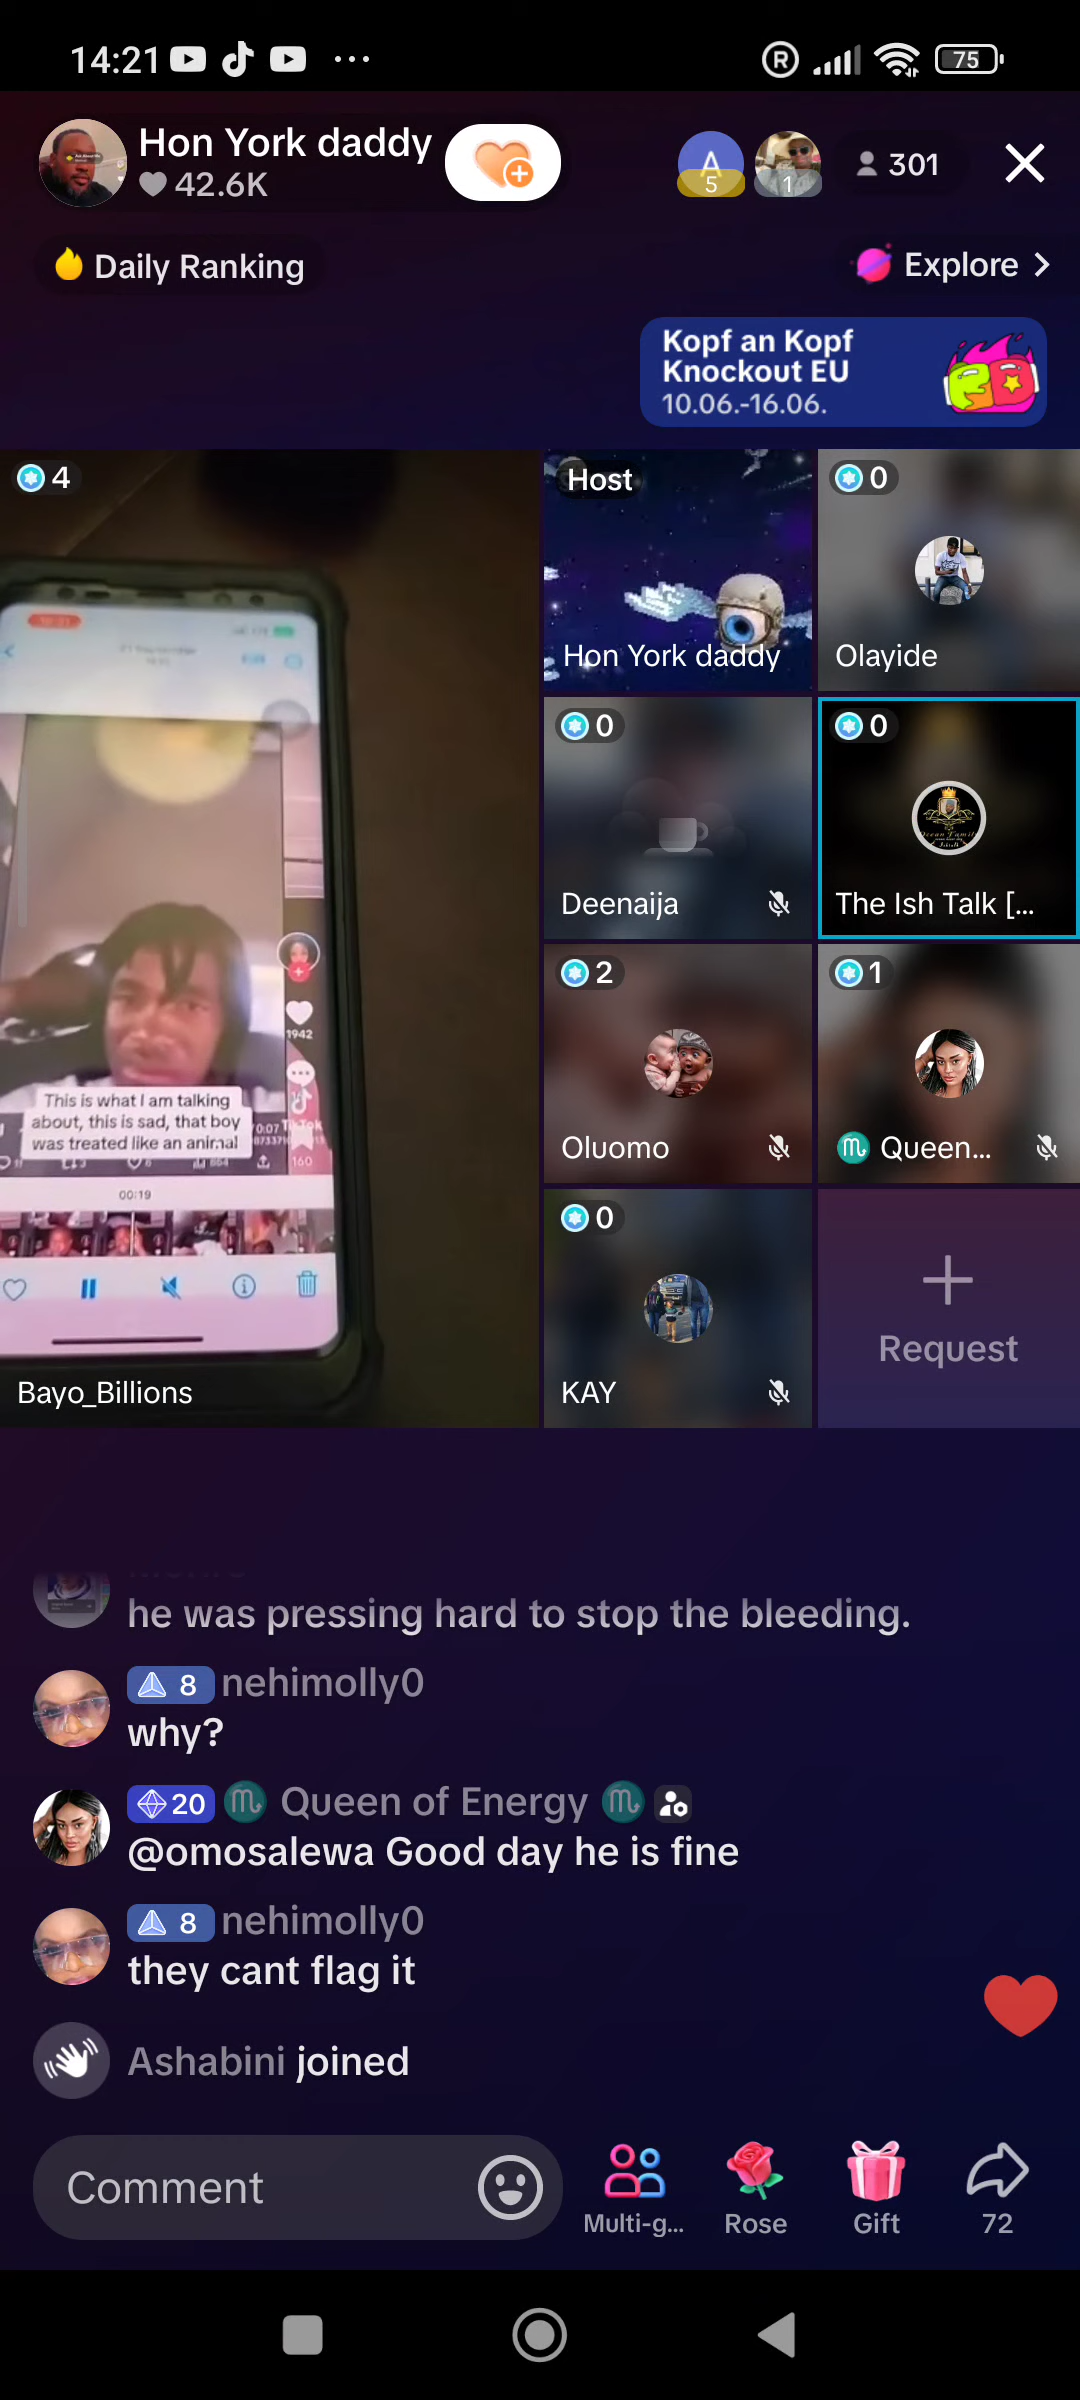 14:21
R
75
Hon York daddy
42.6K
A
5
1
301
Daily Ranking
Explore
Kopf an Kopf
Knockout EU
10.06.-16.06.
4
Host
Hon York daddy
0
Olayide
0
Deenaija
0
The Ish Talk [...
2
Oluomo
1
Queen...
0
KAY
Request
1942
This is what I am talking
about, this is sad, that boy
was treated like an animal
160
00:19
Bayo_Billions
he was pressing hard to stop the bleeding.
8 nehimolly0
why?
20 Queen of Energy
@omosalewa Good day he is fine
8 nehimolly0
they cant flag it
Ashabini joined
Comment
Multi-g...
Rose
Gift
72